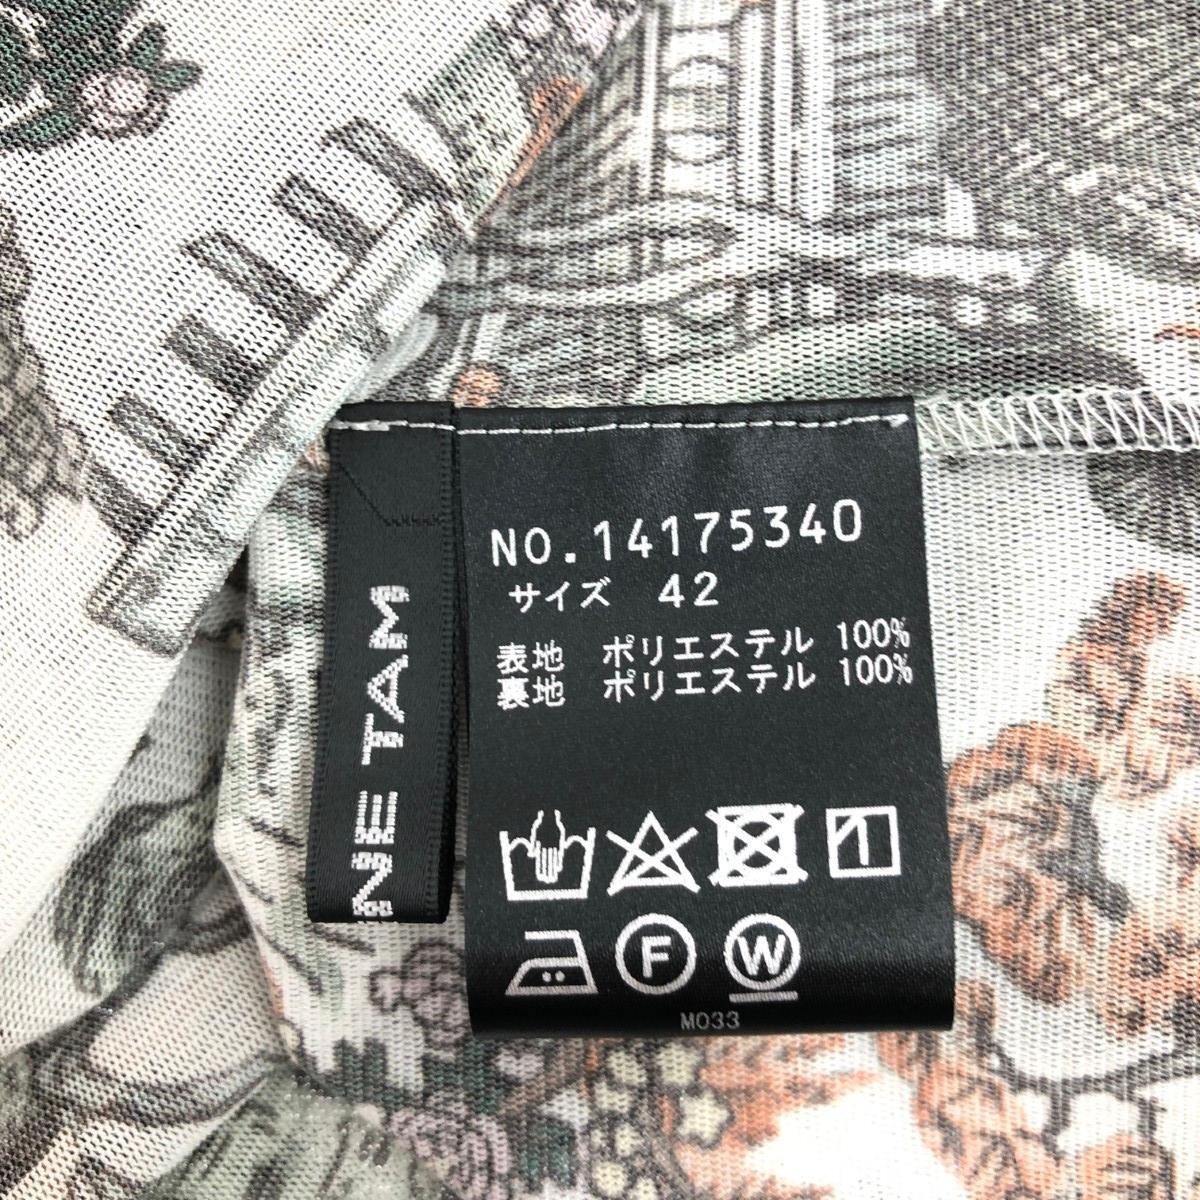 NE TAM
NO.14175340
サイズ 42
表地 ポリエステル 100%
裏地 ポリエステル 100%
F
W
M033